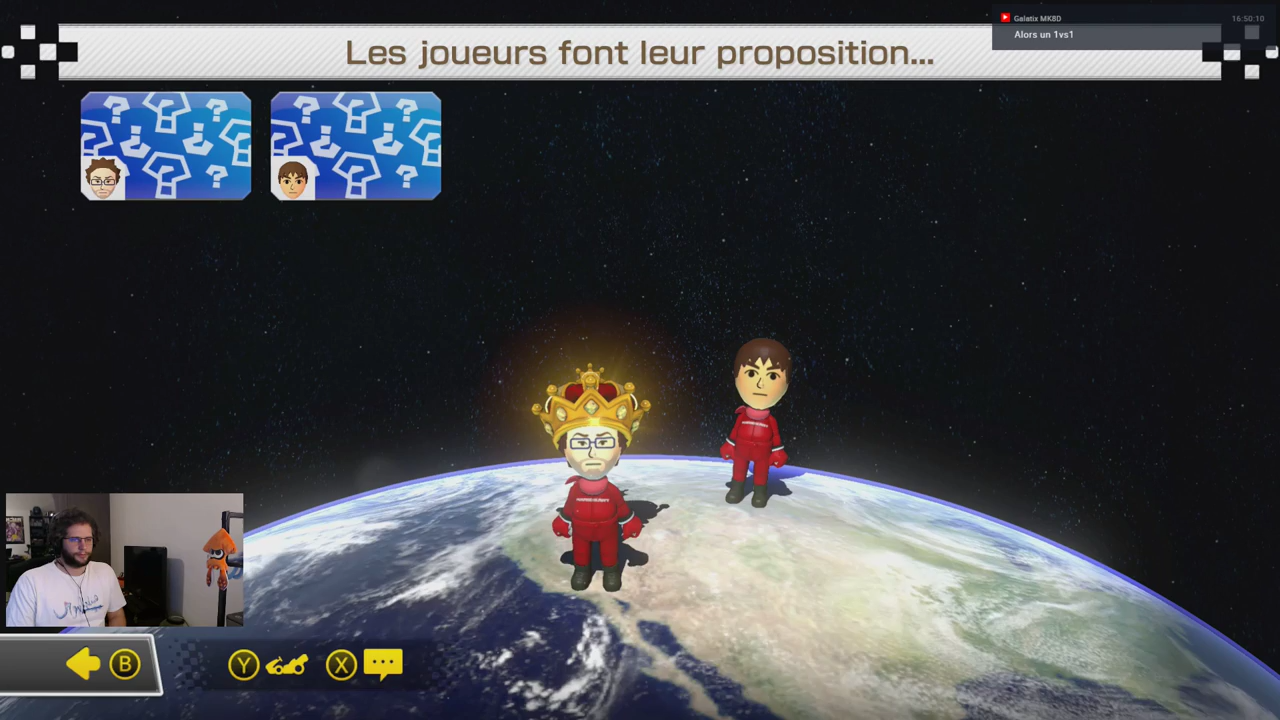 Les joueurs font leur proposition...
Galatix MK8D
16:50:10
Alors un 1vs1
B
Y
X